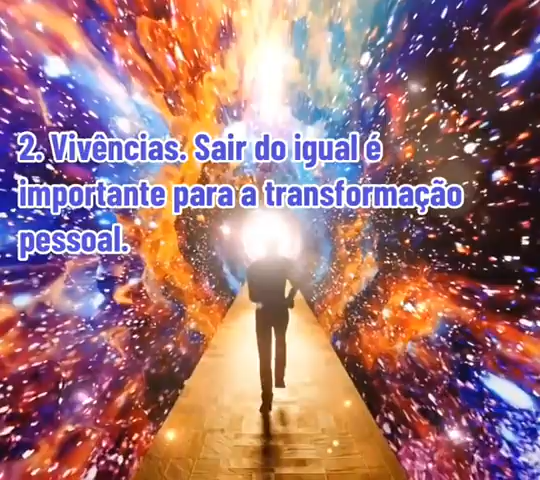 2. Vivências. Sair do igual é
importante para a transformação
pessoal.